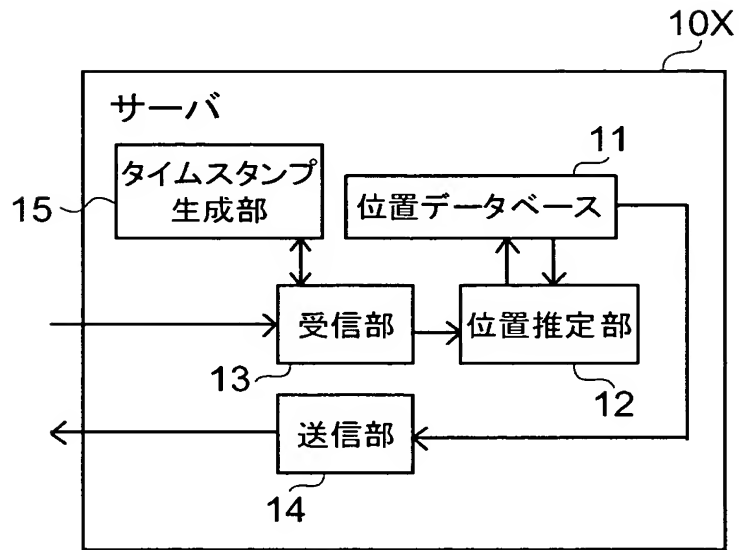 10X
サーバ
11
タイムスタンプ
生成部
15
位置データベース
受信部
13
位置推定部
12
送信部
14